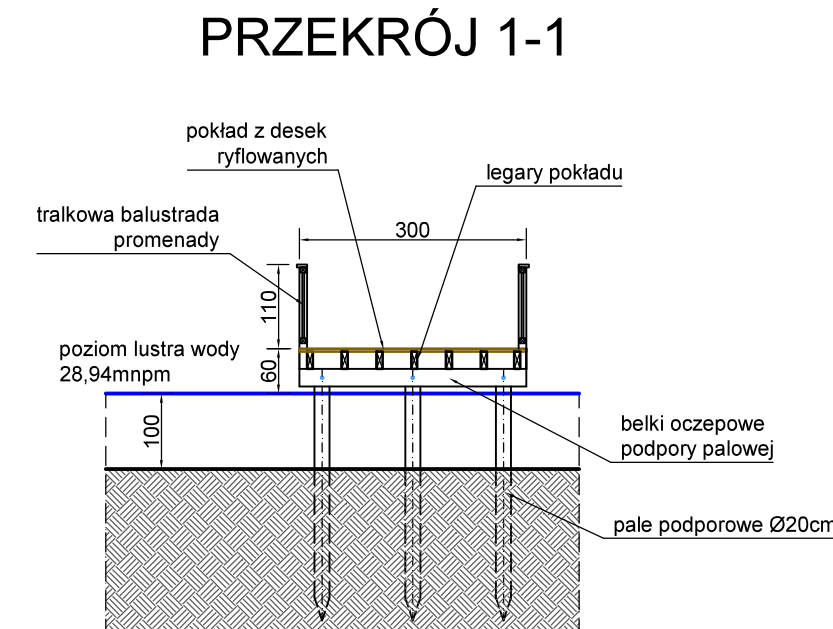 PRZEKRÓJ 1-1
pokład z desek
ryflowanych
legary pokładu
tralkowa balustrada
promenady
300
110
poziom lustra wody
28,94mnpm
60
100
belki oczepowe
podpory palowej
pale podporowe Ø20cm